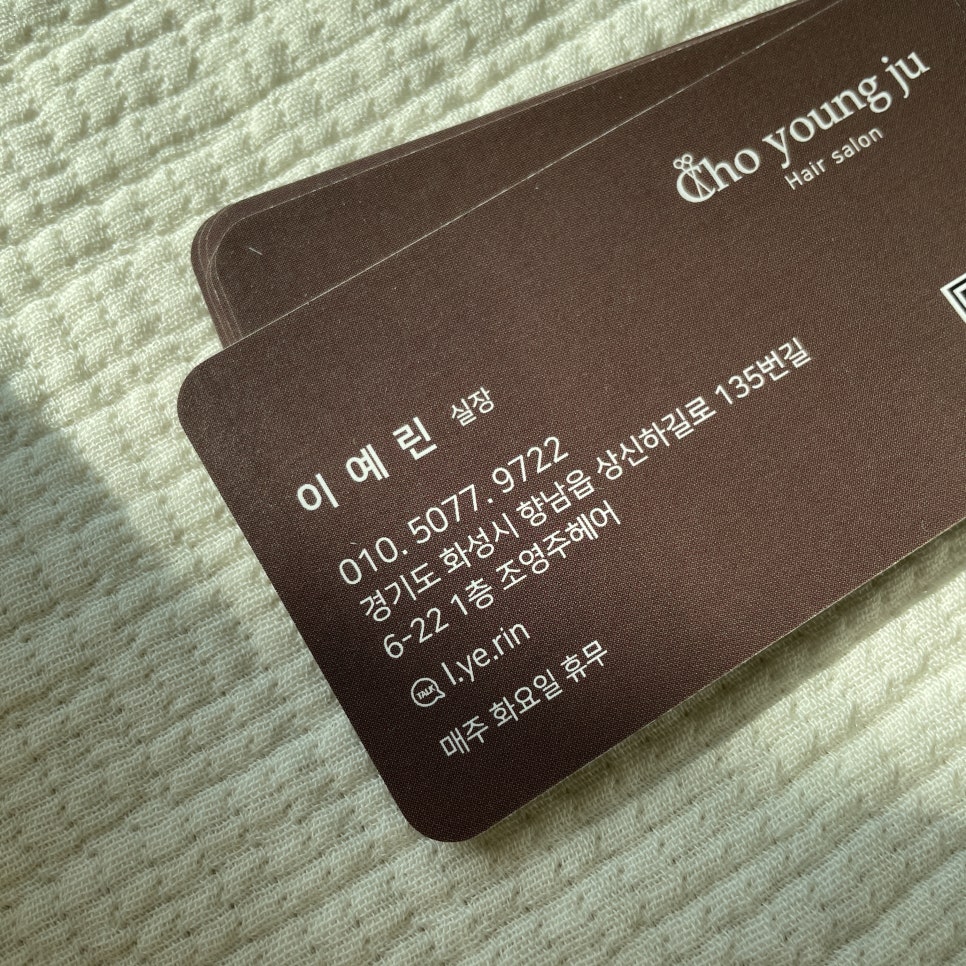 Cho young ju
Hair salon
이예린 실장
010. 5077. 9722
경기도 화성시 향남읍 상신하길로 135번길
6-22 1층 조영주헤어
TALK l.ye.rin
매주 화요일 휴무